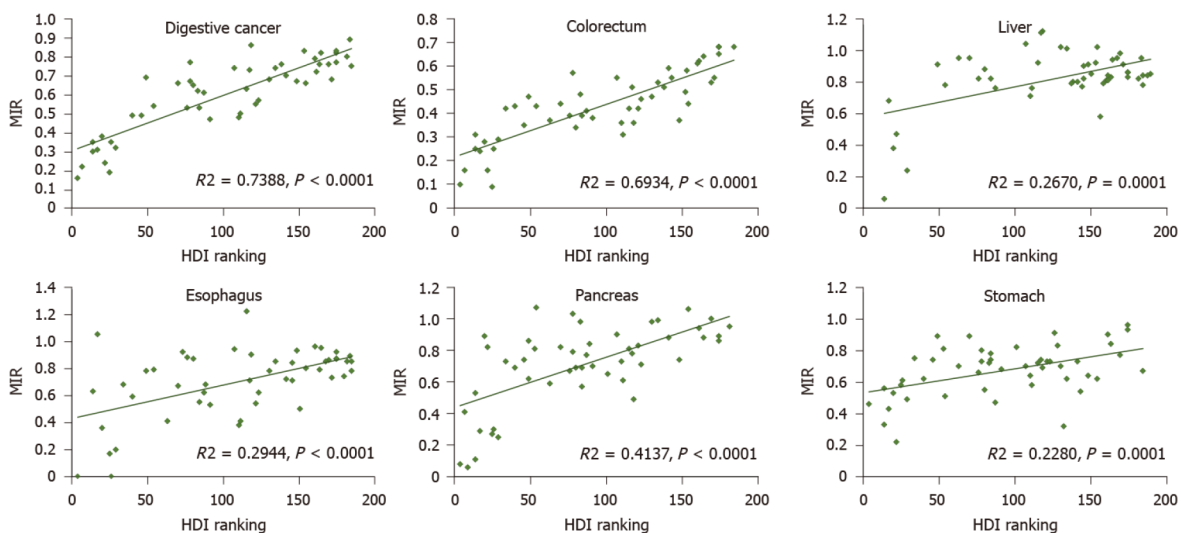 Digestive cancer
MIR
1.0
0.9
0.8
0.7
0.6
0.5
0.4
0.3
0.2
0.1
0
R2 = 0.7388, P < 0.0001
0 50 100 150 200
HDI ranking
Colorectum
MIR
0.8
0.7
0.6
0.5
0.4
0.3
0.2
0.1
0
R2 = 0.6934, P < 0.0001
0 50 100 150 200
HDI ranking
Liver
MIR
1.2
1.0
0.8
0.6
0.4
0.2
0
R2 = 0.2670, P = 0.0001
0 50 100 150 200
HDI ranking
Esophagus
MIR
1.4
1.2
1.0
0.8
0.6
0.4
0.2
0
R2 = 0.2944, P < 0.0001
0 50 100 150 200
HDI ranking
Pancreas
MIR
1.2
1.0
0.8
0.6
0.4
0.2
0
R2 = 0.4137, P < 0.0001
0 50 100 150 200
HDI ranking
Stomach
MIR
1.2
1.0
0.8
0.6
0.4
0.2
0
R2 = 0.2280, P = 0.0001
0 50 100 150 200
HDI ranking